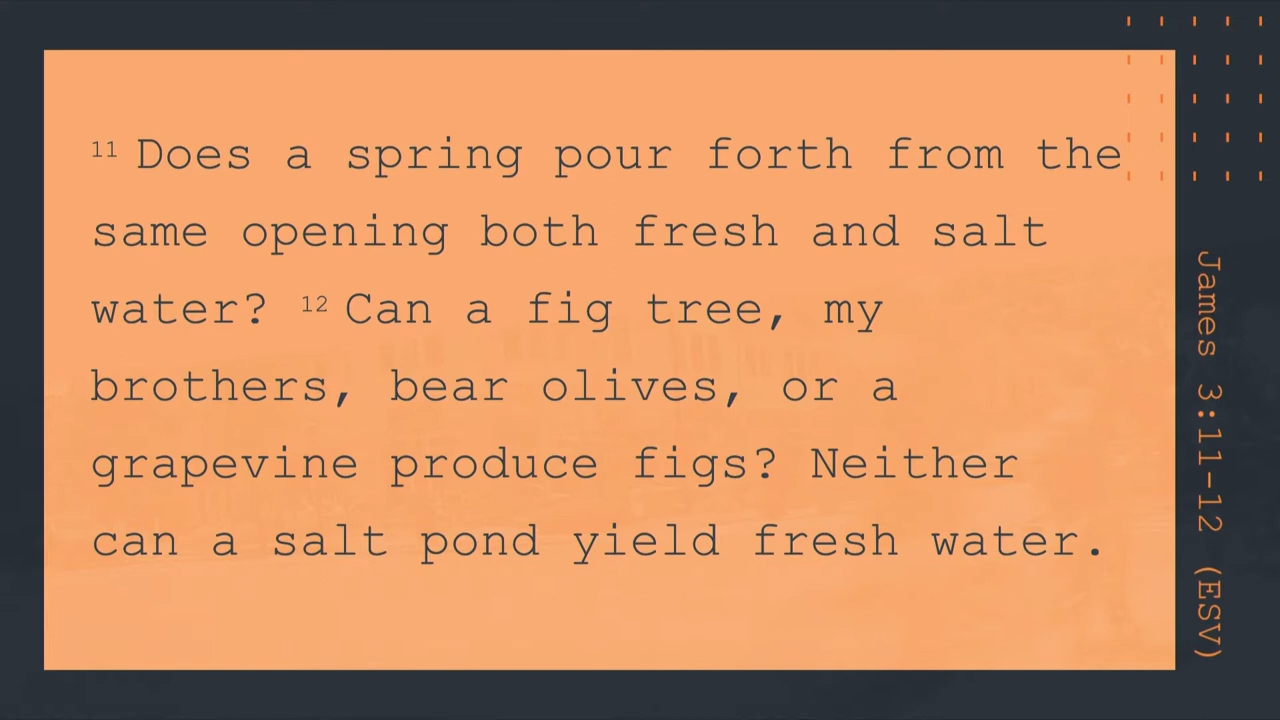 11 Does a spring pour forth from the
same opening both fresh and salt
water? 12 Can a fig tree, my
brothers, bear olives, or a
grapevine produce figs? Neither
can a salt pond yield fresh water.
James 3:11-12 (ESV)